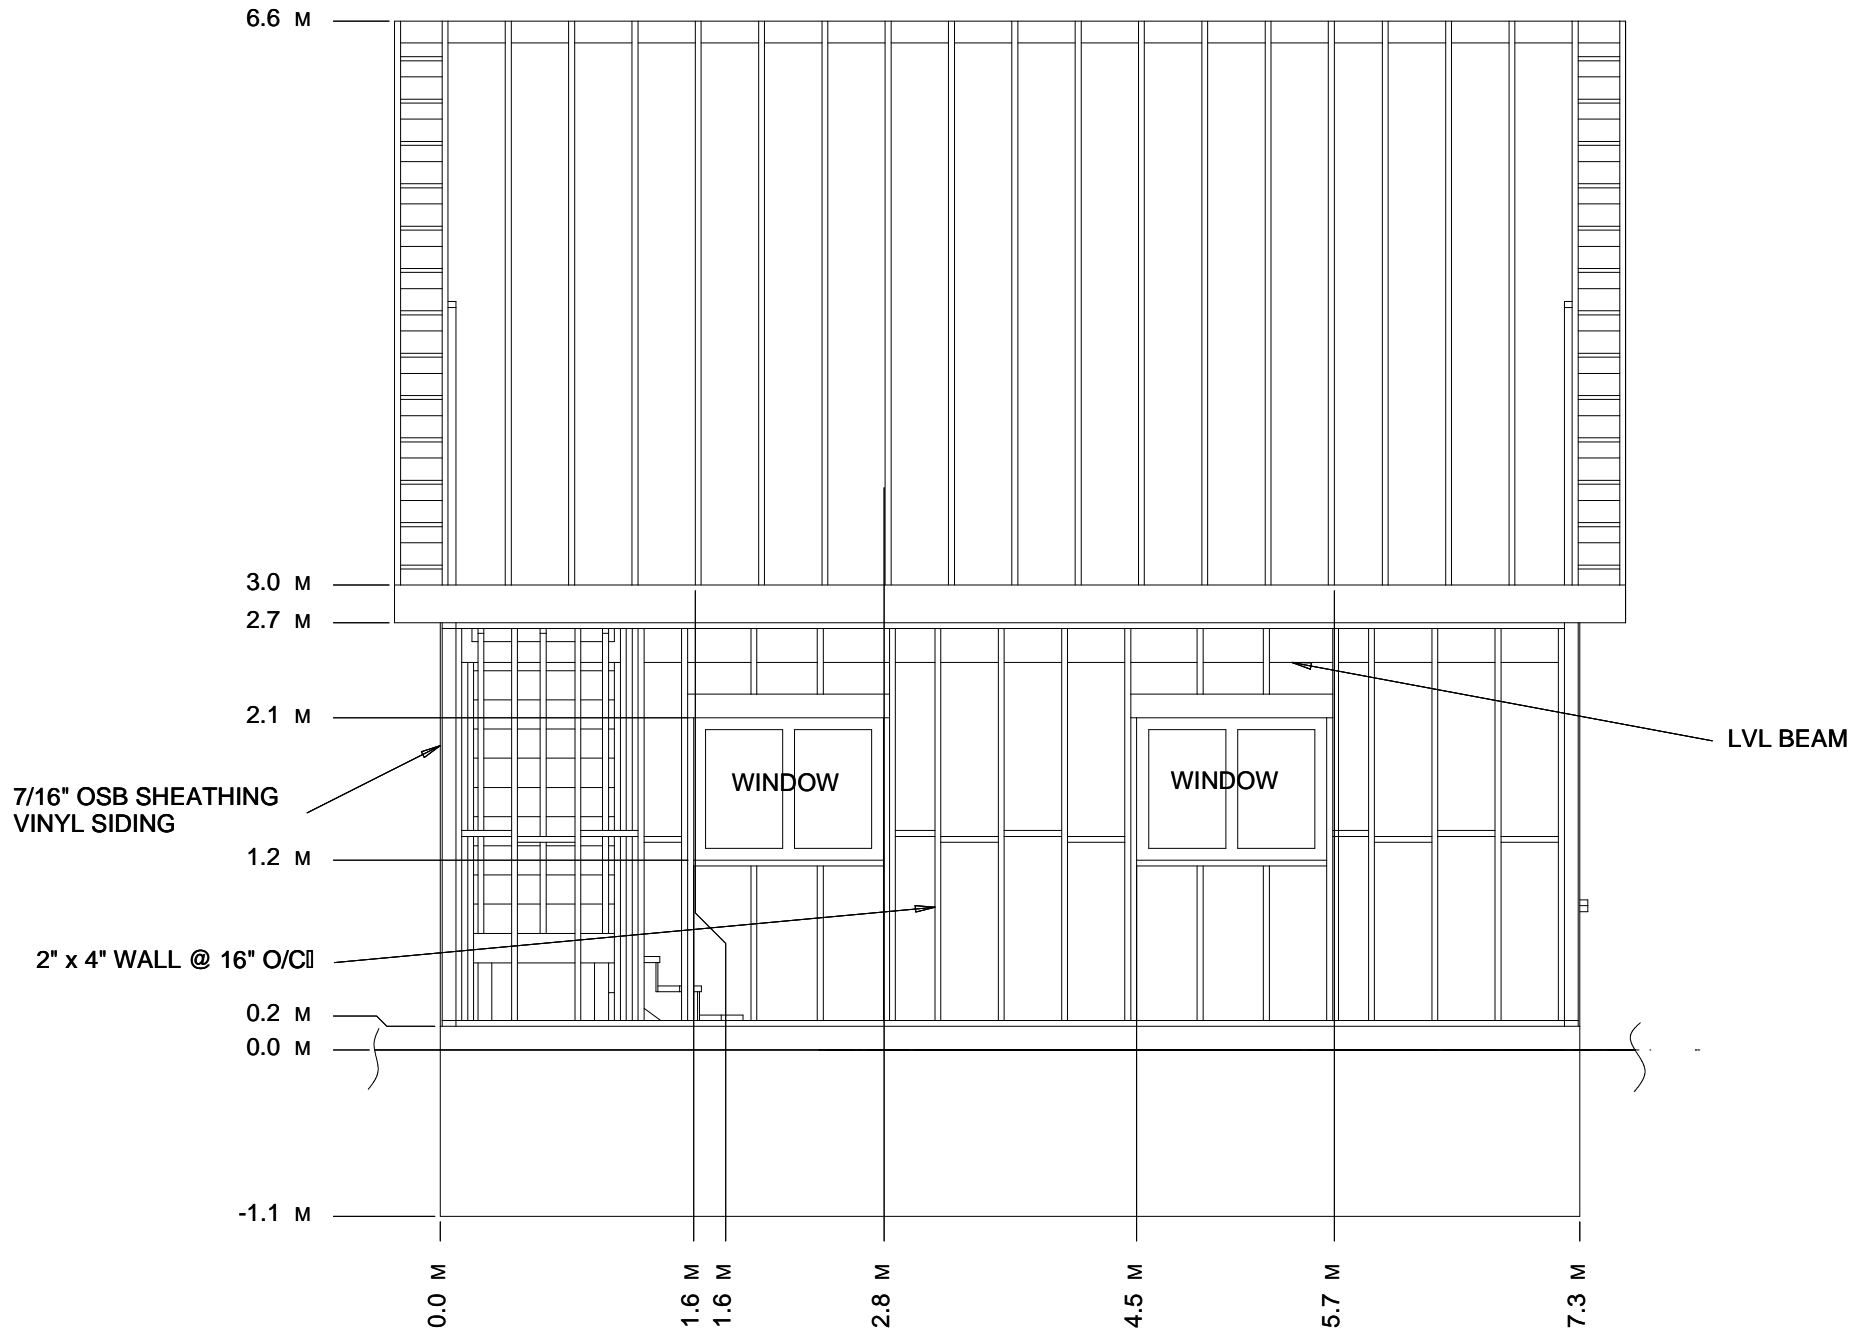 6.6 M
3.0 M
2.7 M
2.1 M
LVL BEAM
WINDOW
WINDOW
7/16" OSB SHEATHING
VINYL SIDING
1.2 M
2" x 4" WALL @ 16" O/C
0.2 M
0.0 M
-1.1 M
0.0 M
1.6 M
1.6 M
2.8 M
4.5 M
5.7 M
7.3 M